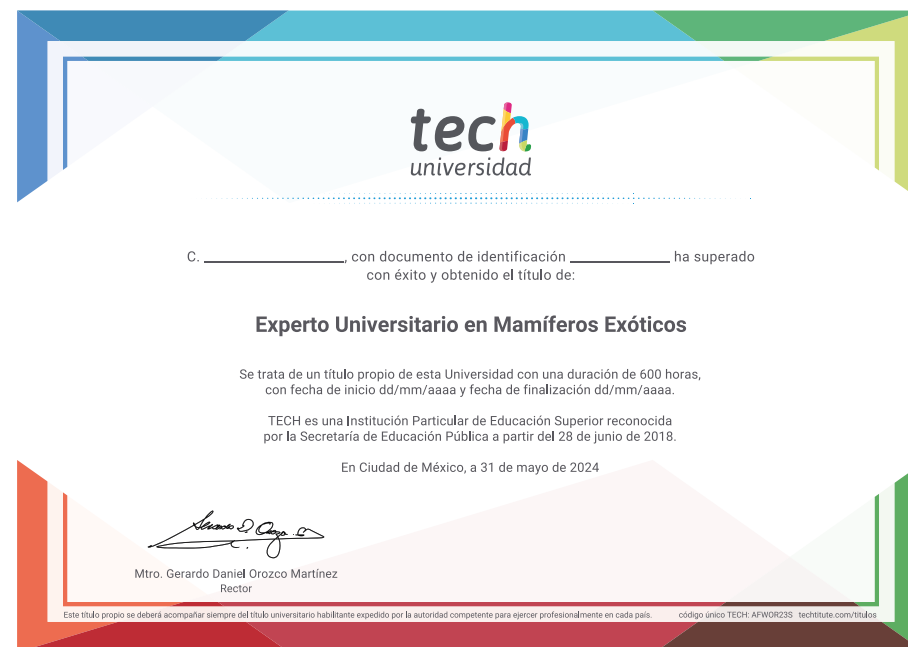 tech
universidad
C. ____________, con documento de identificación ____________ ha superado
con éxito y obtenido el título de:
Experto Universitario en Mamíferos Exóticos
Se trata de un título propio de esta Universidad con una duración de 600 horas,
con fecha de inicio dd/mm/aaaa y fecha de finalización dd/mm/aaaa.
TECH es una Institución Particular de Educación Superior reconocida
por la Secretaría de Educación Pública a partir del 28 de junio de 2018.
En Ciudad de México, a 31 de mayo de 2024
Mtro. Gerardo Daniel Orozco Martínez
Rector
Este título propio se deberá acompañar siempre del título universitario habilitante expedido por la autoridad competente para ejercer profesionalmente en cada país. código único TECH: AFWOR23S techtitute.com/titulos